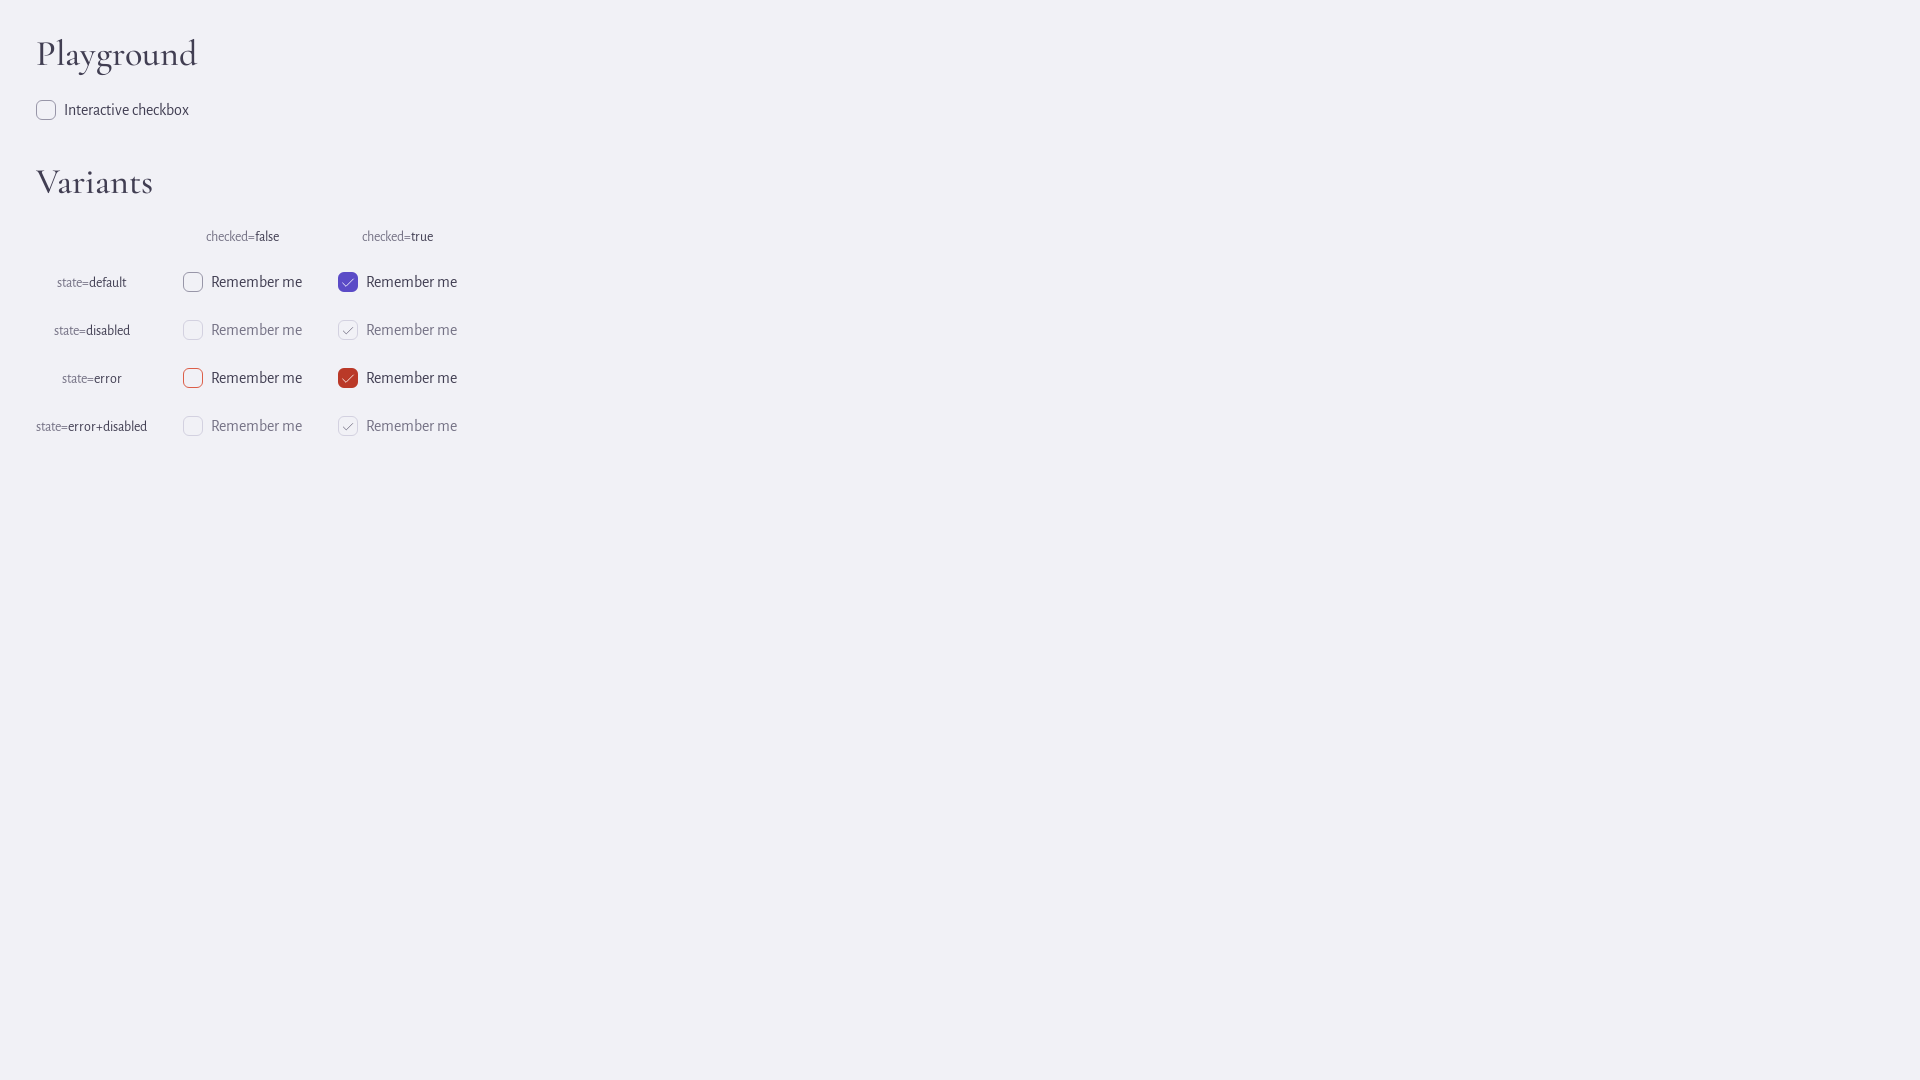 Playground
Interactive checkbox
Variants
checked=false checked=true
state=default Remember me Remember me
state=disabled Remember me Remember me
state=error Remember me Remember me
state=error+disabled Remember me Remember me